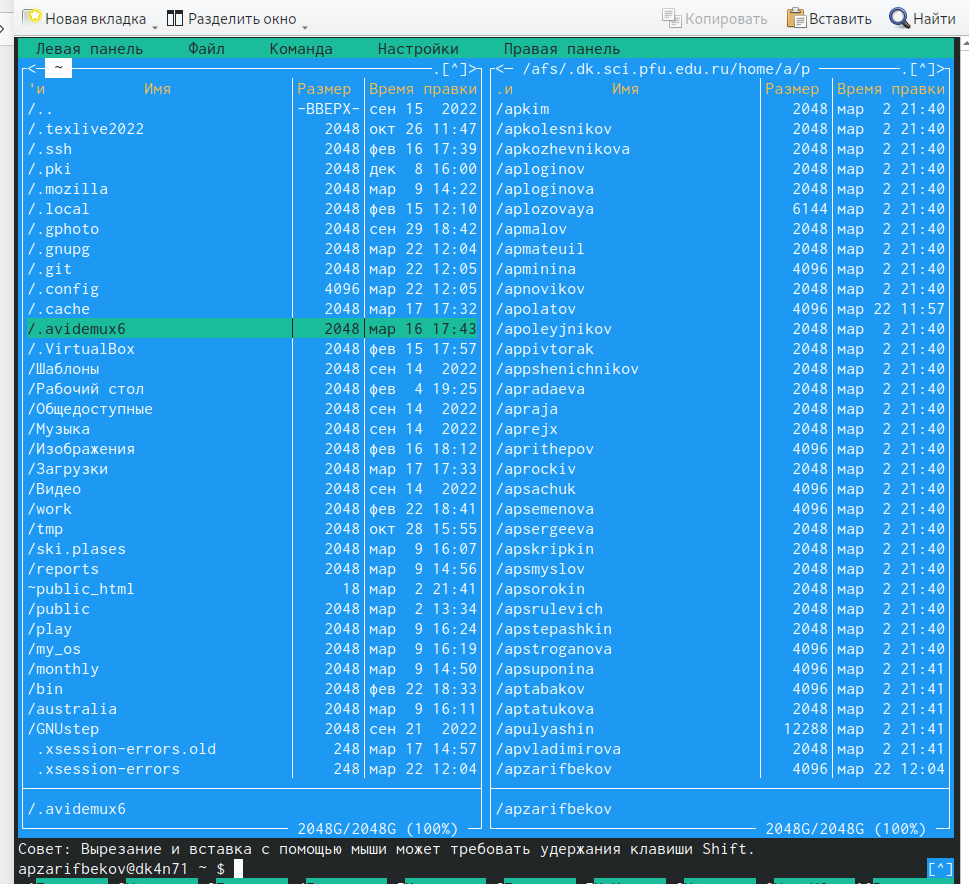 Новая вкладка Разделить окно Копировать Вставить Найти
Левая панель Файл Команда Настройки Правая панель
<— ~ .[^]> <— /afs/.dk.sci.pfu.edu.ru/home/a/p .[^]>
'и Имя Размер Время правки .и Имя Размер Время правки
/.. -ВВЕРХ- сен 15 2022 /apkim 2048 мар 2 21:40
/.texlive2022 2048 окт 26 11:47 /apkolesnikov 2048 мар 2 21:40
/.ssh 2048 фев 16 17:39 /apkozhevnikova 2048 мар 2 21:40
/.pki 2048 дек 8 16:00 /aploginov 2048 мар 2 21:40
/.mozilla 2048 мар 9 14:22 /aploginova 2048 мар 2 21:40
/.local 2048 фев 15 12:10 /aplozovaya 6144 мар 2 21:40
/.gphoto 2048 сен 29 18:42 /apmalov 2048 мар 2 21:40
/.gnupg 2048 мар 22 12:04 /apmateuil 2048 мар 2 21:40
/.git 2048 мар 22 12:05 /apminina 4096 мар 2 21:40
/.config 4096 мар 22 12:05 /apnovikov 2048 мар 2 21:40
/.cache 2048 мар 17 17:32 /apolatov 4096 мар 22 11:57
/.avidemux6 2048 мар 16 17:43 /apoleyjnikov 2048 мар 2 21:40
/.VirtualBox 2048 фев 15 17:57 /appivtorak 2048 мар 2 21:40
/Шаблоны 2048 сен 14 2022 /appshenichnikov 2048 мар 2 21:40
/Рабочий стол 2048 фев 4 19:25 /apradaeva 2048 мар 2 21:40
/Общедоступные 2048 сен 14 2022 /apraja 2048 мар 2 21:40
/Музыка 2048 сен 14 2022 /aprejx 2048 мар 2 21:40
/Изображения 2048 фев 16 18:12 /aprithepov 4096 мар 2 21:40
/Загрузки 2048 мар 17 17:33 /aprockiv 2048 мар 2 21:40
/Видео 2048 сен 14 2022 /apsachuk 4096 мар 2 21:40
/work 2048 фев 22 18:41 /apsemenova 4096 мар 2 21:40
/tmp 2048 окт 28 15:55 /apsergeeva 2048 мар 2 21:40
/ski.plases 2048 мар 9 16:07 /apskripkin 2048 мар 2 21:40
/reports 2048 мар 9 14:56 /apsmyslov 2048 мар 2 21:40
~public_html 18 мар 2 21:41 /apsorokin 4096 мар 2 21:40
/public 2048 мар 2 13:34 /apsrulevich 2048 мар 2 21:40
/play 2048 мар 9 16:24 /apstepashkin 2048 мар 2 21:40
/my_os 2048 мар 9 16:19 /apstroganova 4096 мар 2 21:40
/monthly 2048 мар 9 14:50 /apsuponina 4096 мар 2 21:41
/bin 2048 фев 22 18:33 /aptabakov 4096 мар 2 21:41
/australia 2048 мар 9 16:11 /aptatukova 2048 мар 2 21:41
/GNUstep 2048 сен 21 2022 /apulyashin 12288 мар 2 21:41
.xsession-errors.old 248 мар 17 14:57 /apvladimirova 2048 мар 2 21:41
.xsession-errors 248 мар 22 12:04 /apzarifbekov 4096 мар 22 12:04
/.avidemux6 /apzarifbekov
2048G/2048G (100%) 2048G/2048G (100%)
Совет: Вырезание и вставка с помощью мыши может требовать удержания клавиши Shift.
apzarifbekov@dk4n71 ~ $ [^]